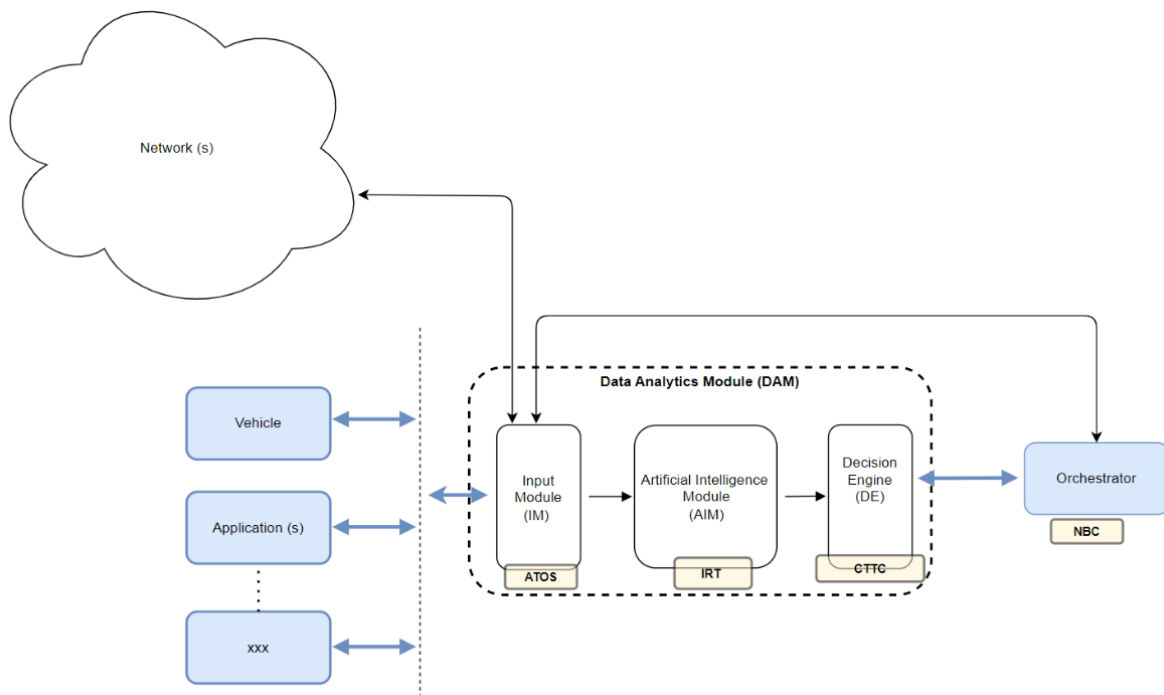 Network (s)
Data Analytics Module (DAM)
Vehicle
Input
Module
(IM)
Artificial Intelligence
Module
(AIM)
Decision
Engine
(DE)
Orchestrator
Application (s)
NBC
ATOS
IRT
CTTC
xxx